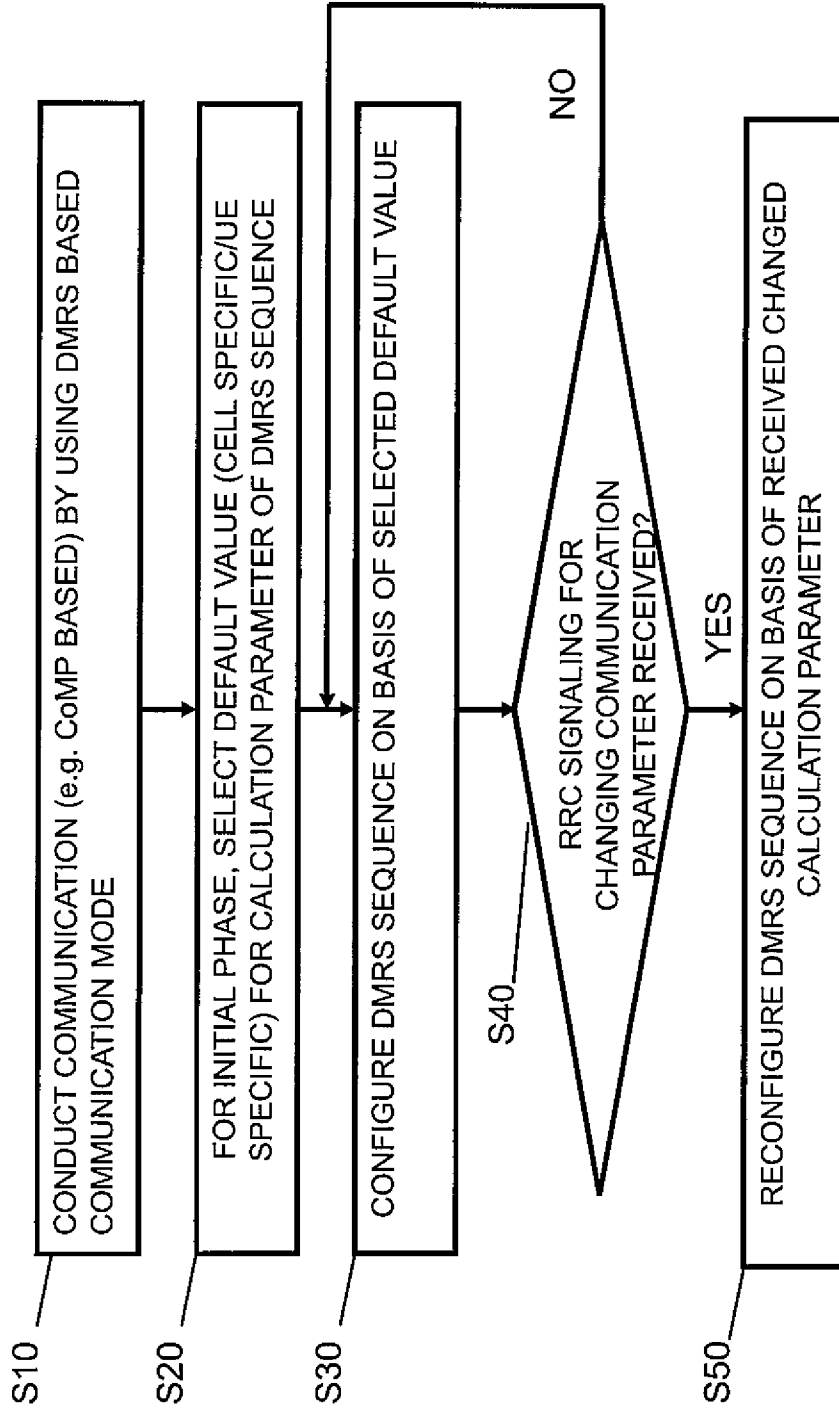 S10
CONDUCT COMMUNICATION (e.g. CoMP BASED) BY USING DMRS BASED
COMMUNICATION MODE
S20
FOR INITIAL PHASE, SELECT DEFAULT VALUE (CELL SPECIFIC/UE
SPECIFIC) FOR CALCULATION PARAMETER OF DMRS SEQUENCE
S30
CONFIGURE DMRS SEQUENCE ON BASIS OF SELECTED DEFAULT VALUE
S40
RRC SIGNALING FOR
CHANGING COMMUNICATION
PARAMETER RECEIVED?
NO
YES
S50
RECONFIGURE DMRS SEQUENCE ON BASIS OF RECEIVED CHANGED
CALCULATION PARAMETER